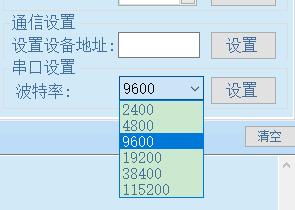 通信设置
设置设备地址: 设置
串口设置
波特率: 9600 设置
2400
4800
9600
19200
38400
115200
清空